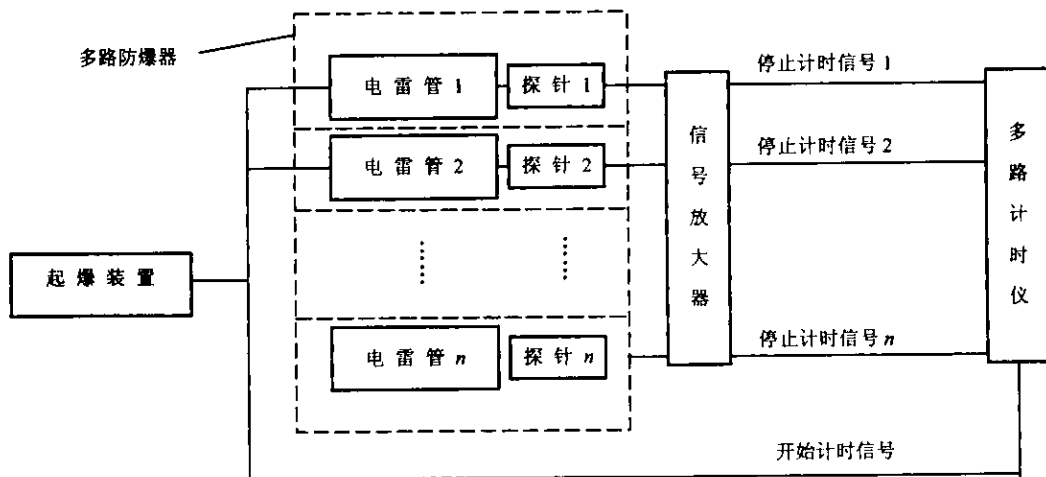 多路防爆器
电雷管1
探针1
停止计时信号1
电雷管2
探针2
停止计时信号2
信号放大器
多路计时仪
起爆装置
……
……
电雷管n
探针n
停止计时信号n
开始计时信号